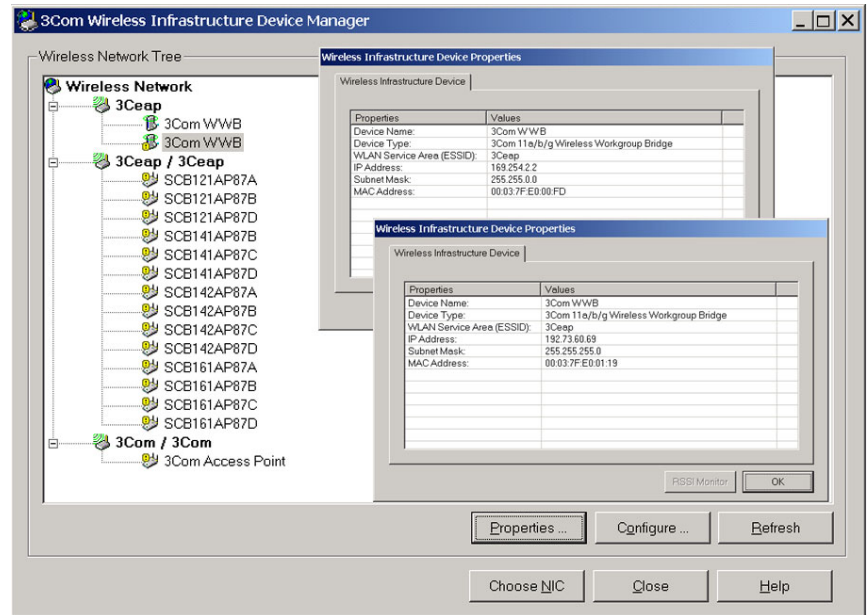 3Com Wireless Infrastructure Device Manager
Wireless Network Tree
Wireless Network
3Ceap
3Com WWB
3Com WWB
3Ceap / 3Ceap
SCB121AP87A
SCB121AP87B
SCB121AP87D
SCB141AP87B
SCB141AP87C
SCB141AP87D
SCB142AP87A
SCB142AP87B
SCB142AP87C
SCB142AP87D
SCB161AP87A
SCB161AP87B
SCB161AP87C
SCB161AP87D
3Com / 3Com
3Com Access Point
Wireless Infrastructure Device Properties
Wireless Infrastructure Device
Properties Values
Device Name: 3Com WWB
Device Type: 3Com 11a/b/g Wireless Workgroup Bridge
WLAN Service Area (ESSID): 3Ceap
IP Address: 169.254.2.2
Subnet Mask: 255.255.0.0
MAC Address: 00:03:7F:E0:00:FD
Wireless Infrastructure Device Properties
Wireless Infrastructure Device
Properties Values
Device Name: 3Com WWB
Device Type: 3Com 11a/b/g Wireless Workgroup Bridge
WLAN Service Area (ESSID): 3Ceap
IP Address: 192.73.60.69
Subnet Mask: 255.255.255.0
MAC Address: 00:03:7F:E0:01:19
RSSI Monitor OK
Properties ... Configure ... Refresh
Choose NIC Close Help